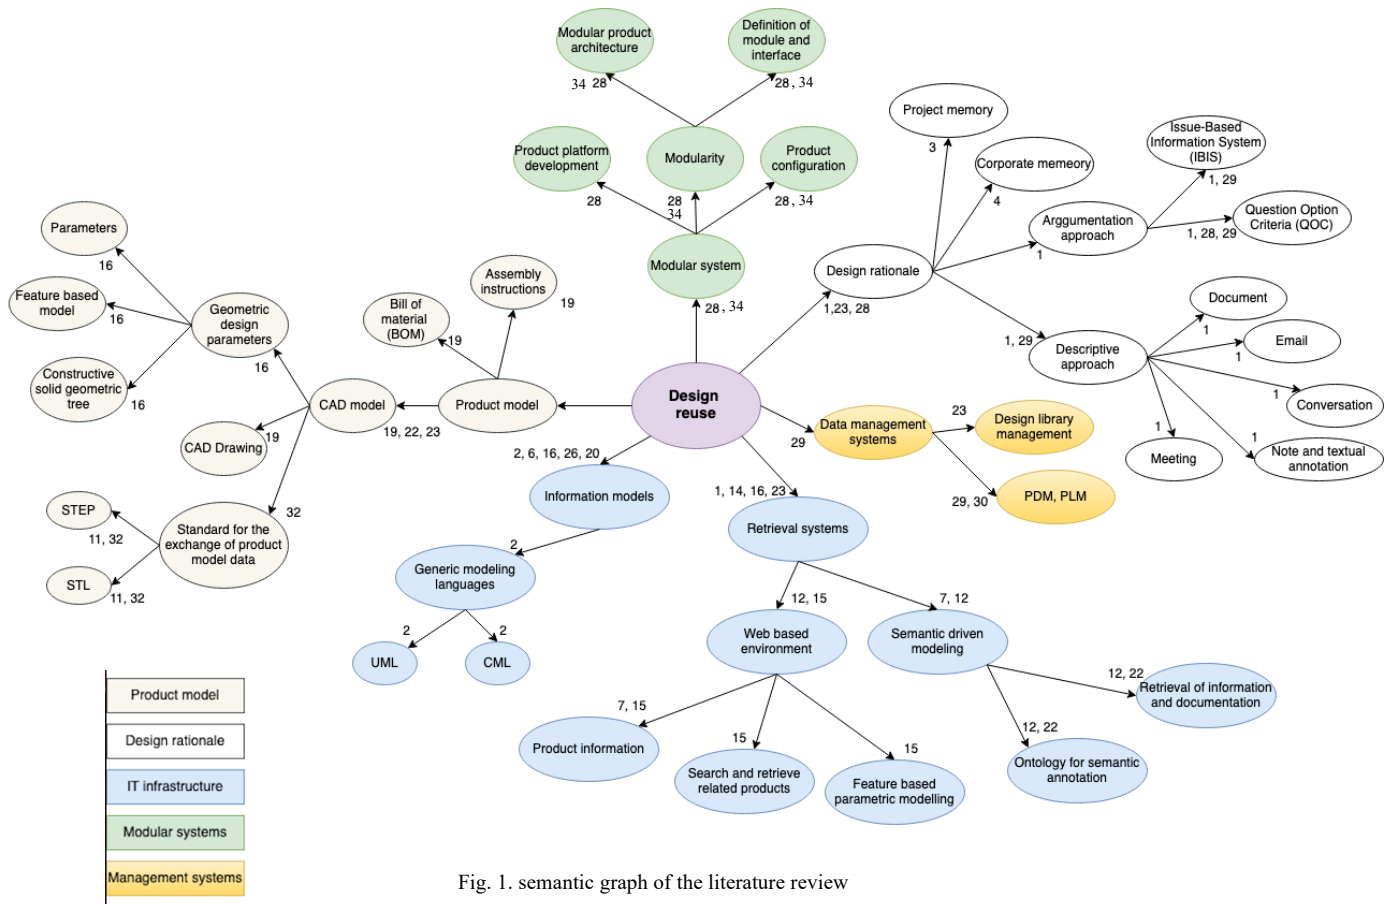 Modular product
architecture
Definition of
module and
interface
34 28
28, 34
Product platform
development
Modularity
Product
configuration
28
28
34
28, 34
Modular system
28, 34
Project memory
3
Corporate memeory
4
Issue-Based
Information System
(IBIS)
1, 29
Arggumentation
approach
1
Question Option
Criteria (QOC)
1, 28, 29
Design rationale
1,23, 28
1, 29
Descriptive
approach
Document
1
Email
1
Conversation
1
Note and textual
annotation
1
Meeting
1
Parameters
16
Feature based
model
16
Constructive
solid geometric
tree
16
Geometric
design
parameters
16
Bill of
material
(BOM)
19
Assembly
instructions
19
CAD model
19, 22, 23
Product model
Design
reuse
CAD Drawing
19
32
STEP
11, 32
STL
11, 32
Standard for the
exchange of product
model data
29
Data management
systems
23
Design library
management
29, 30
PDM, PLM
2, 6, 16, 26, 20
Information models
2
Generic modeling
languages
2
2
UML
CML
1, 14, 16, 23
Retrieval systems
12, 15
7, 12
Web based
environment
Semantic driven
modeling
7, 15
15
15
Product information
Search and retrieve
related products
Feature based
parametric modelling
12, 22
Retrieval of information
and documentation
12, 22
Ontology for semantic
annotation
Product model
Design rationale
IT infrastructure
Modular systems
Management systems
Fig. 1. semantic graph of the literature review